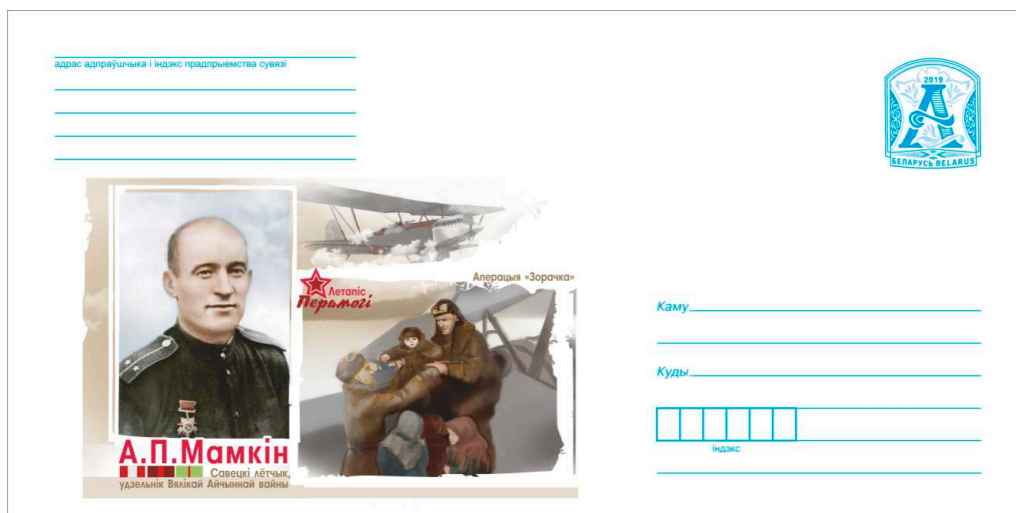 адрас адпраўшчыка і індэкс прадпрыемства сувязі
2019
А
БЕЛАРУСЬ BELARUS
Аперацыя «Зорачка»
Летапіс
Перамогі
А.П.Мамкін
Савецкі лётчык,
удзельнік Вялікай Айчыннай вайны
Каму
Куды
індэкс